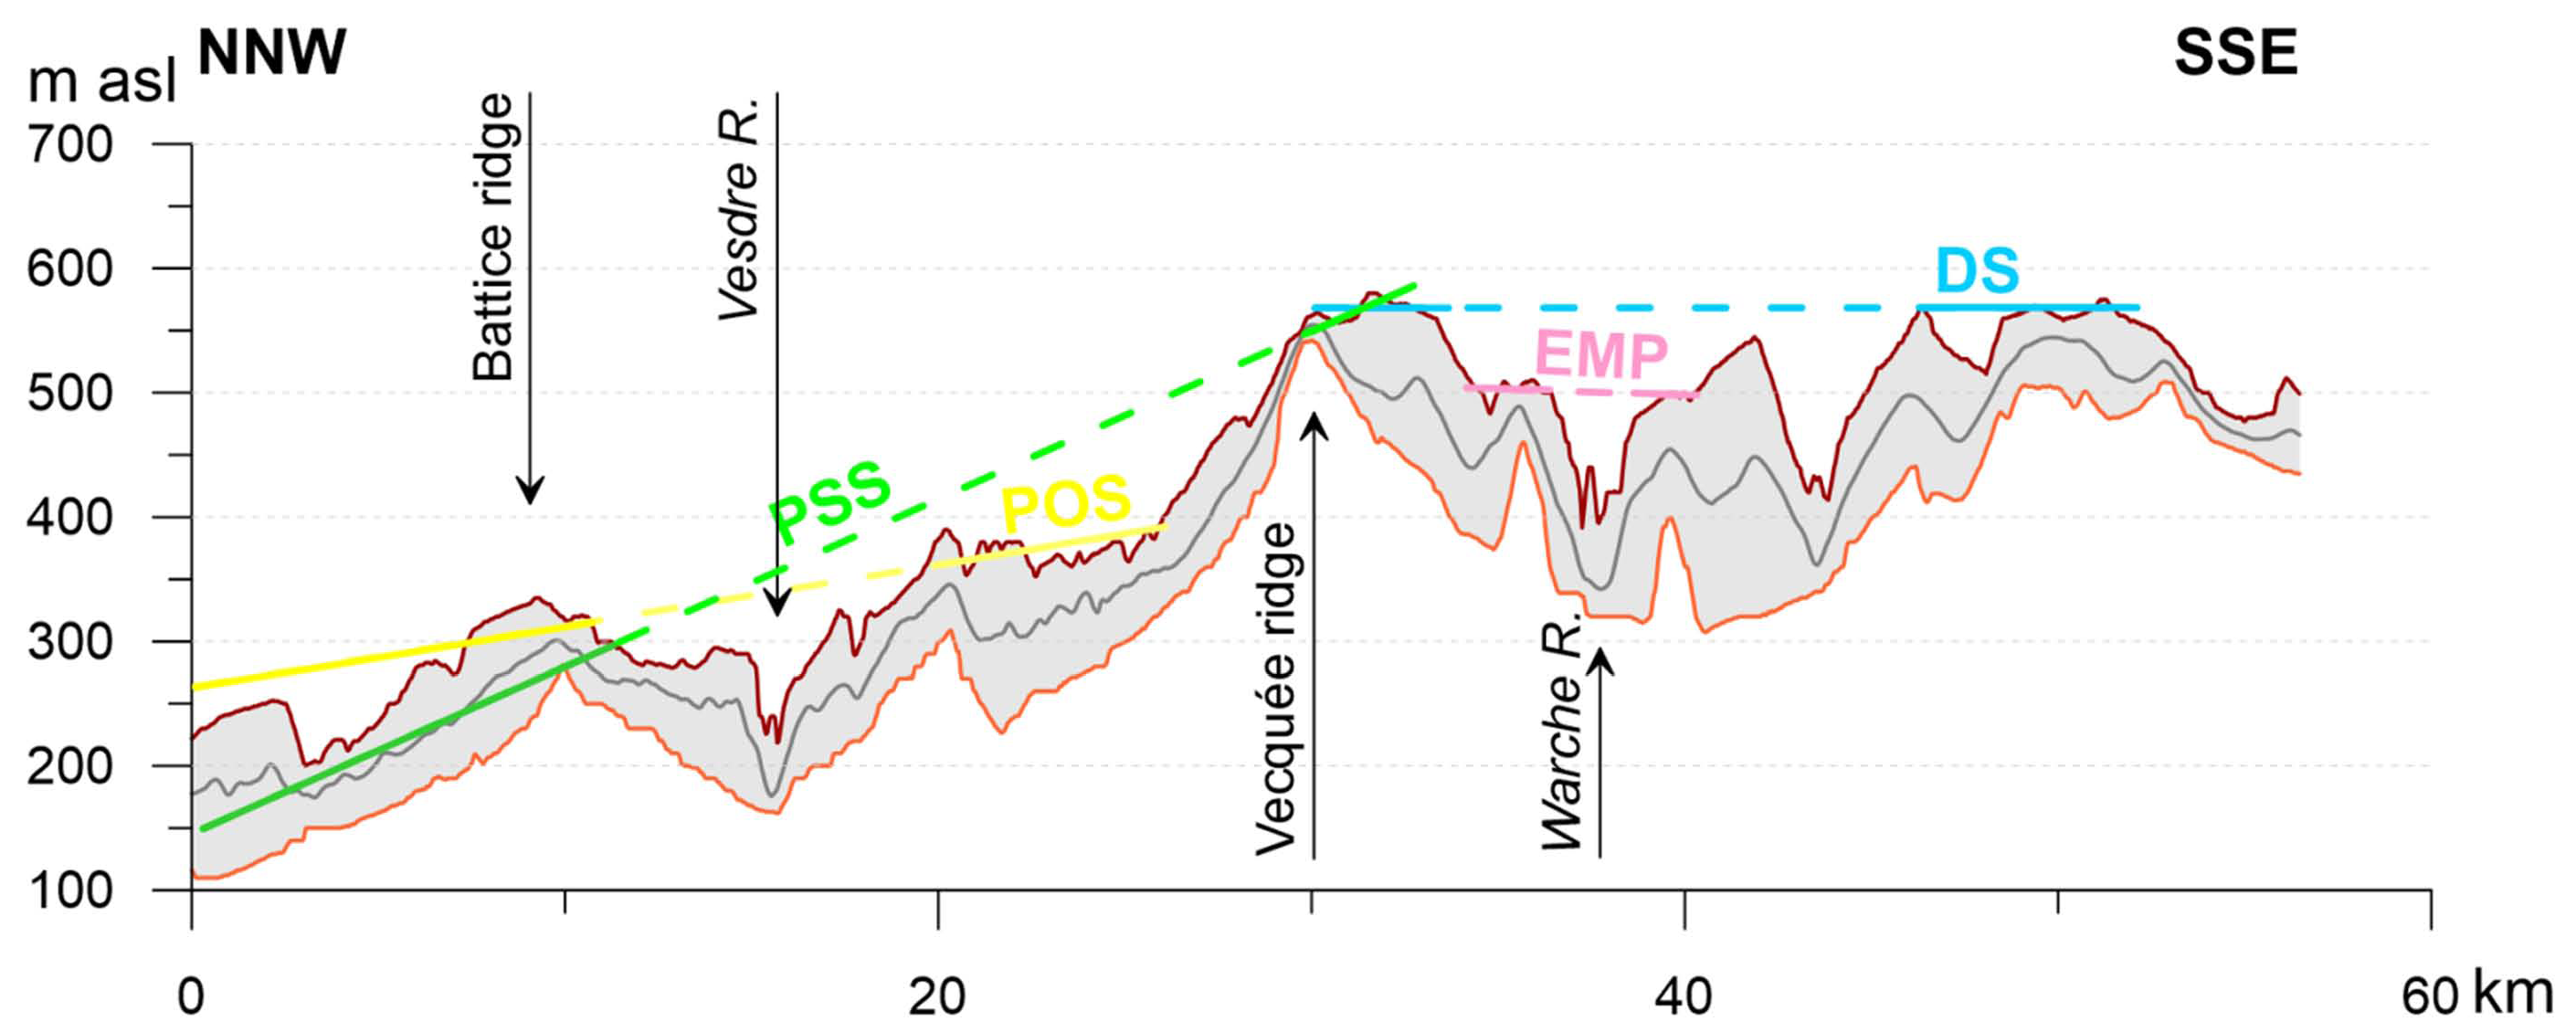 NNW
SSE
m asl
700
600
500
400
300
200
100
Battice ridge
Vesdre R.
PSS
POS
Vecquée ridge
EMP
Warche R.
DS
0
20
40
60 km